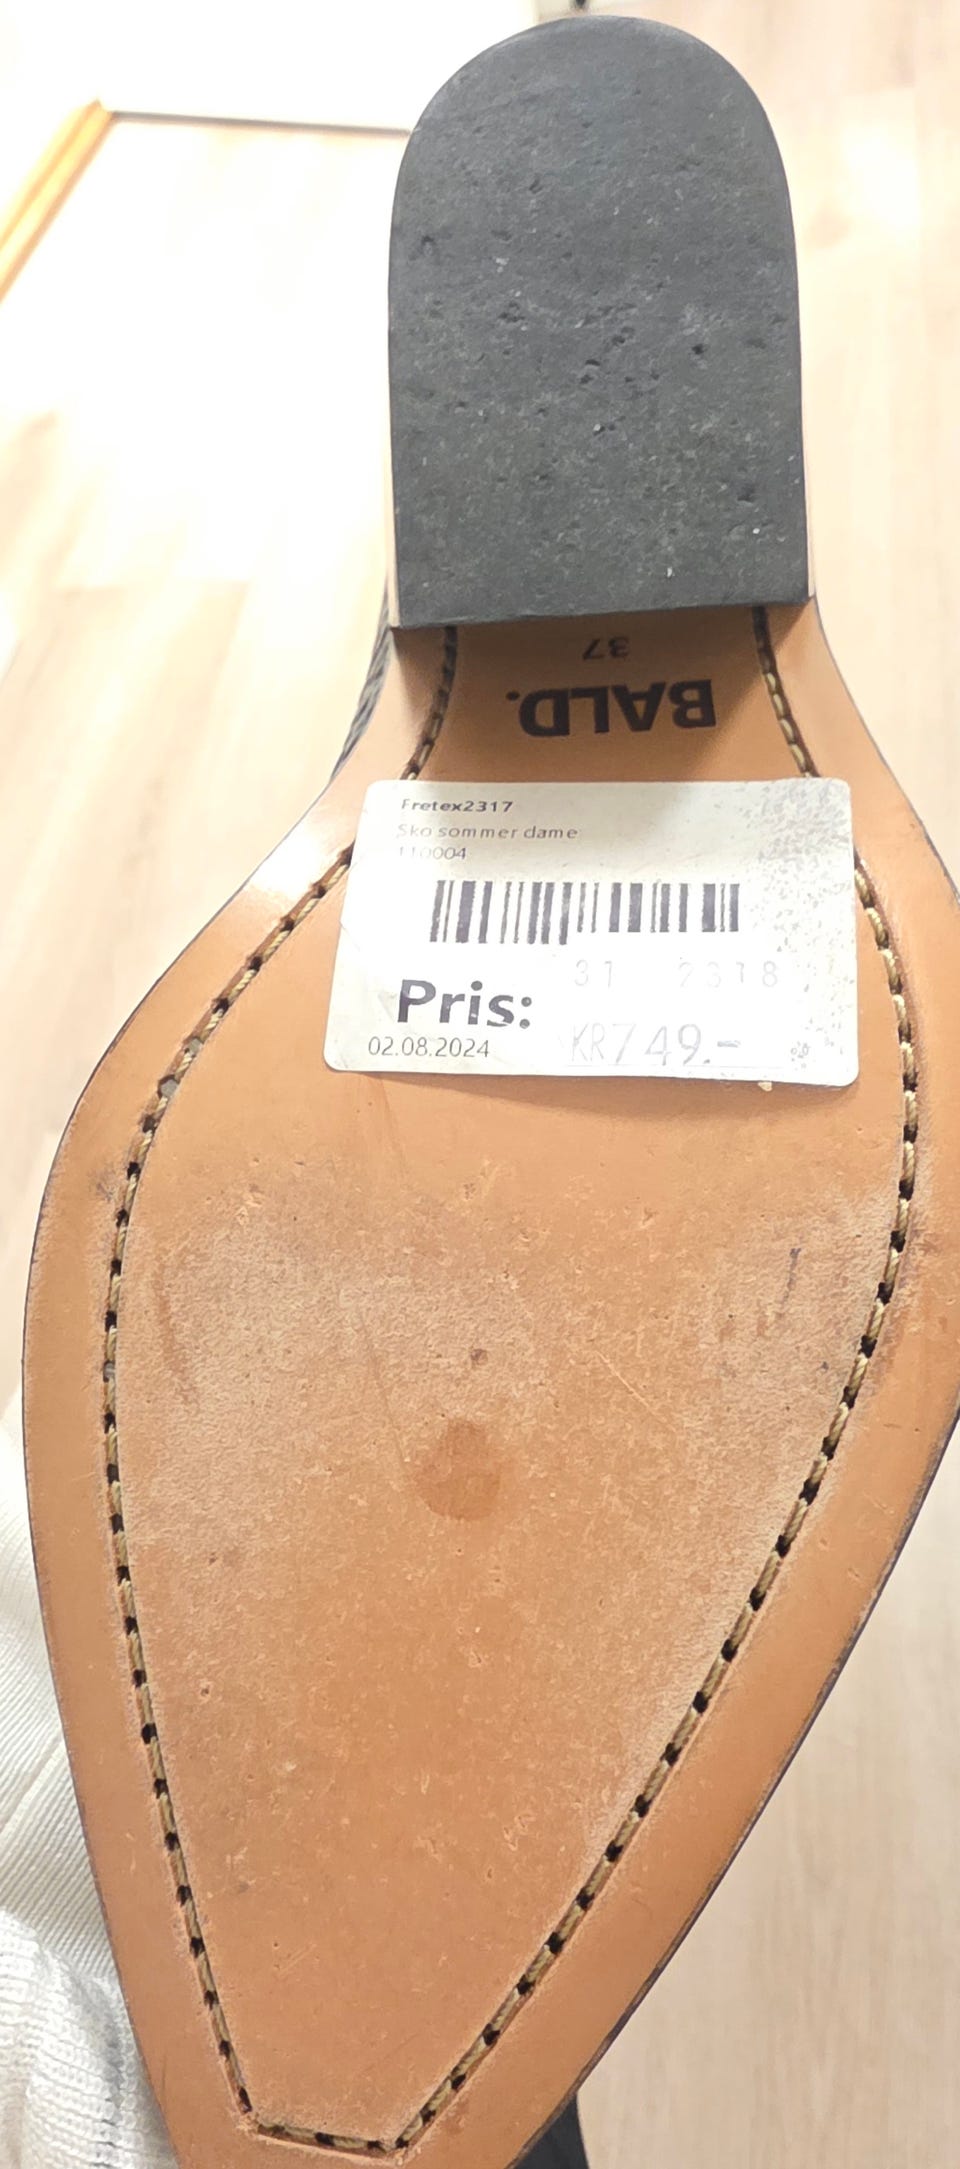 37
BALD.
Fretex2317
Sko sommer dame
110004
31 2318
Pris:
02.08.2024 KR749.-